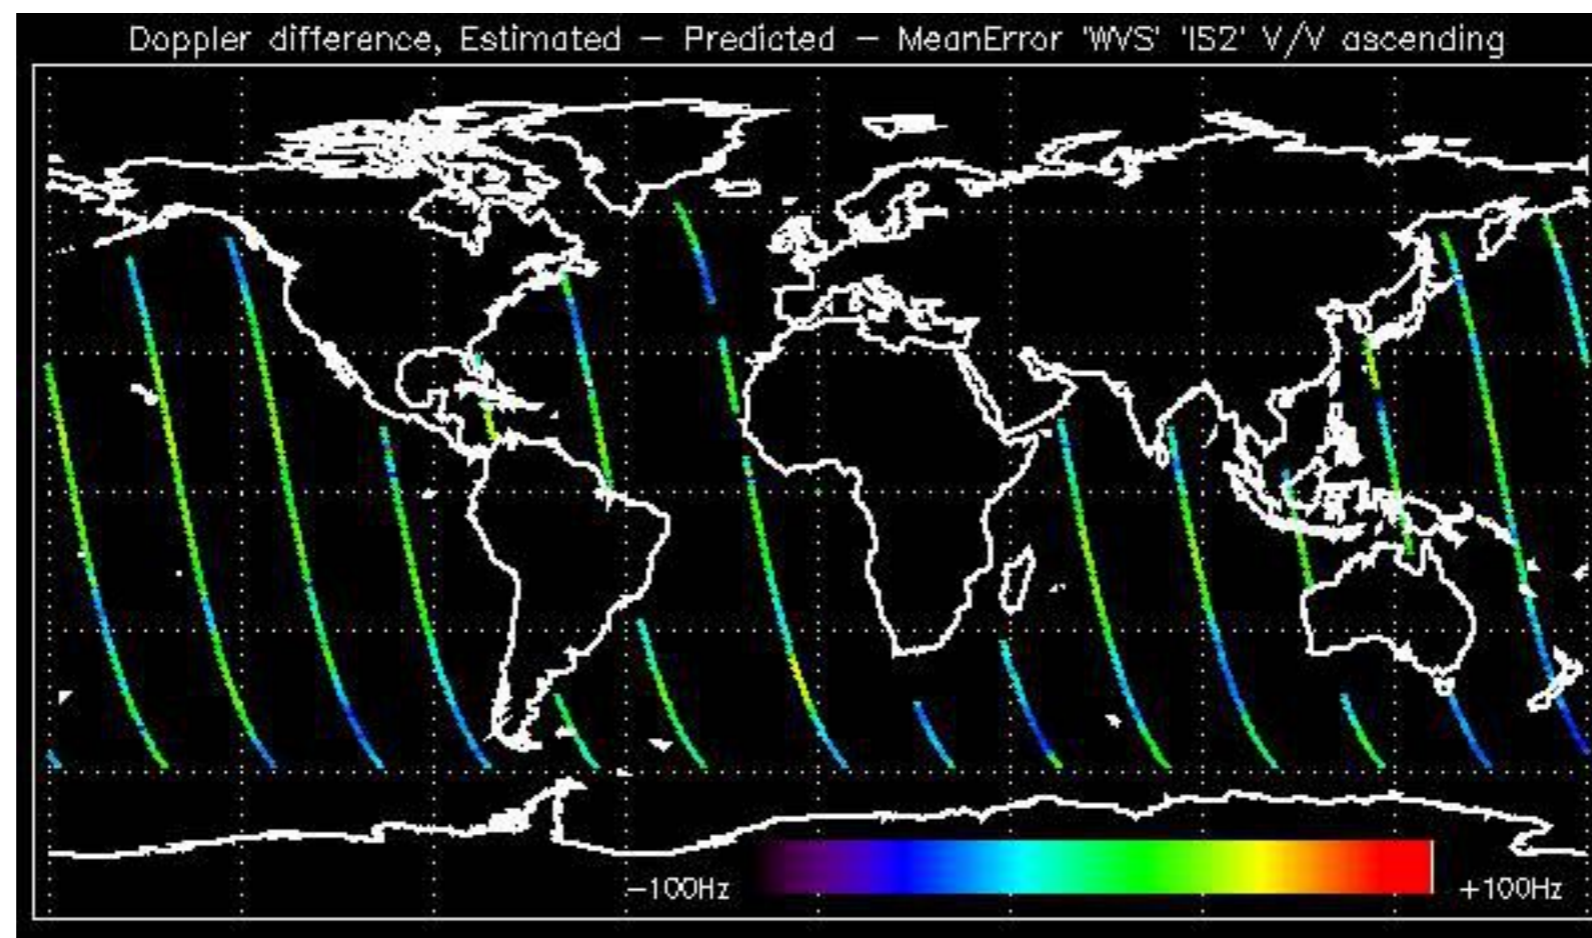 Doppler difference, Estimated − Predicted − MeanError 'WVS' 'IS2' V/V ascending
−100Hz +100Hz